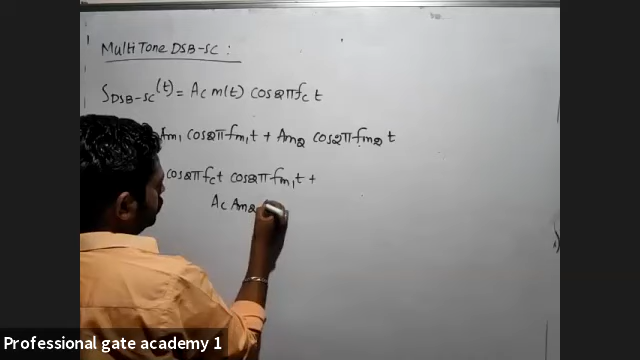 Multi Tone DSB-SC :
S_DSB-SC (t) = Ac m(t) cos2πfc t
Am1 cos2πfm1t + Am2 cos2πfm2 t
cos2πfct cos2πfm1t +
Ac Am2
Professional gate academy 1